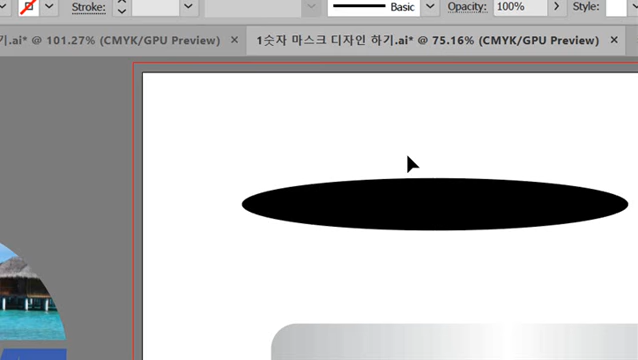 Stroke: Basic Opacity: 100% Style:
기.ai* @ 101.27% (CMYK/GPU Preview) × 1숫자 마스크 디자인 하기.ai* @ 75.16% (CMYK/GPU Preview) ×